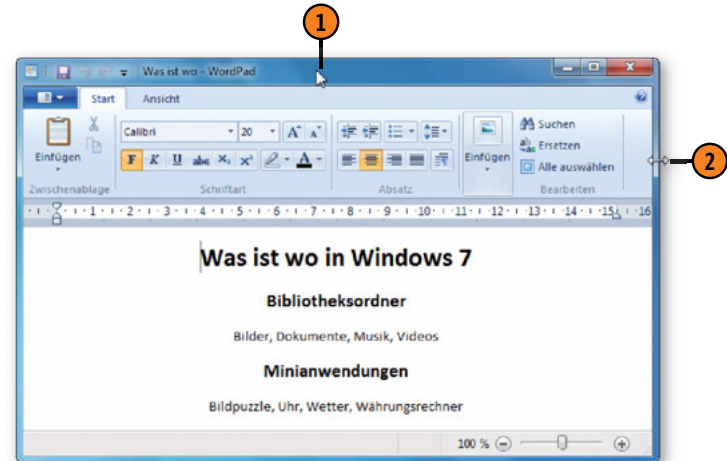 1
Was ist wo - WordPad
Start Ansicht
Einfügen
Zwischenablage
Calibri 20 A A
F K U abe X₂ X² A
Schriftart
Absatz
Einfügen
Suchen
Ersetzen
Alle auswählen
Bearbeiten
2
1 2 3 4 5 6 7 8 9 10 11 12 13 14 15 16
Was ist wo in Windows 7
Bibliotheksordner
Bilder, Dokumente, Musik, Videos
Minianwendungen
Bildpuzzle, Uhr, Wetter, Währungsrechner
100 %